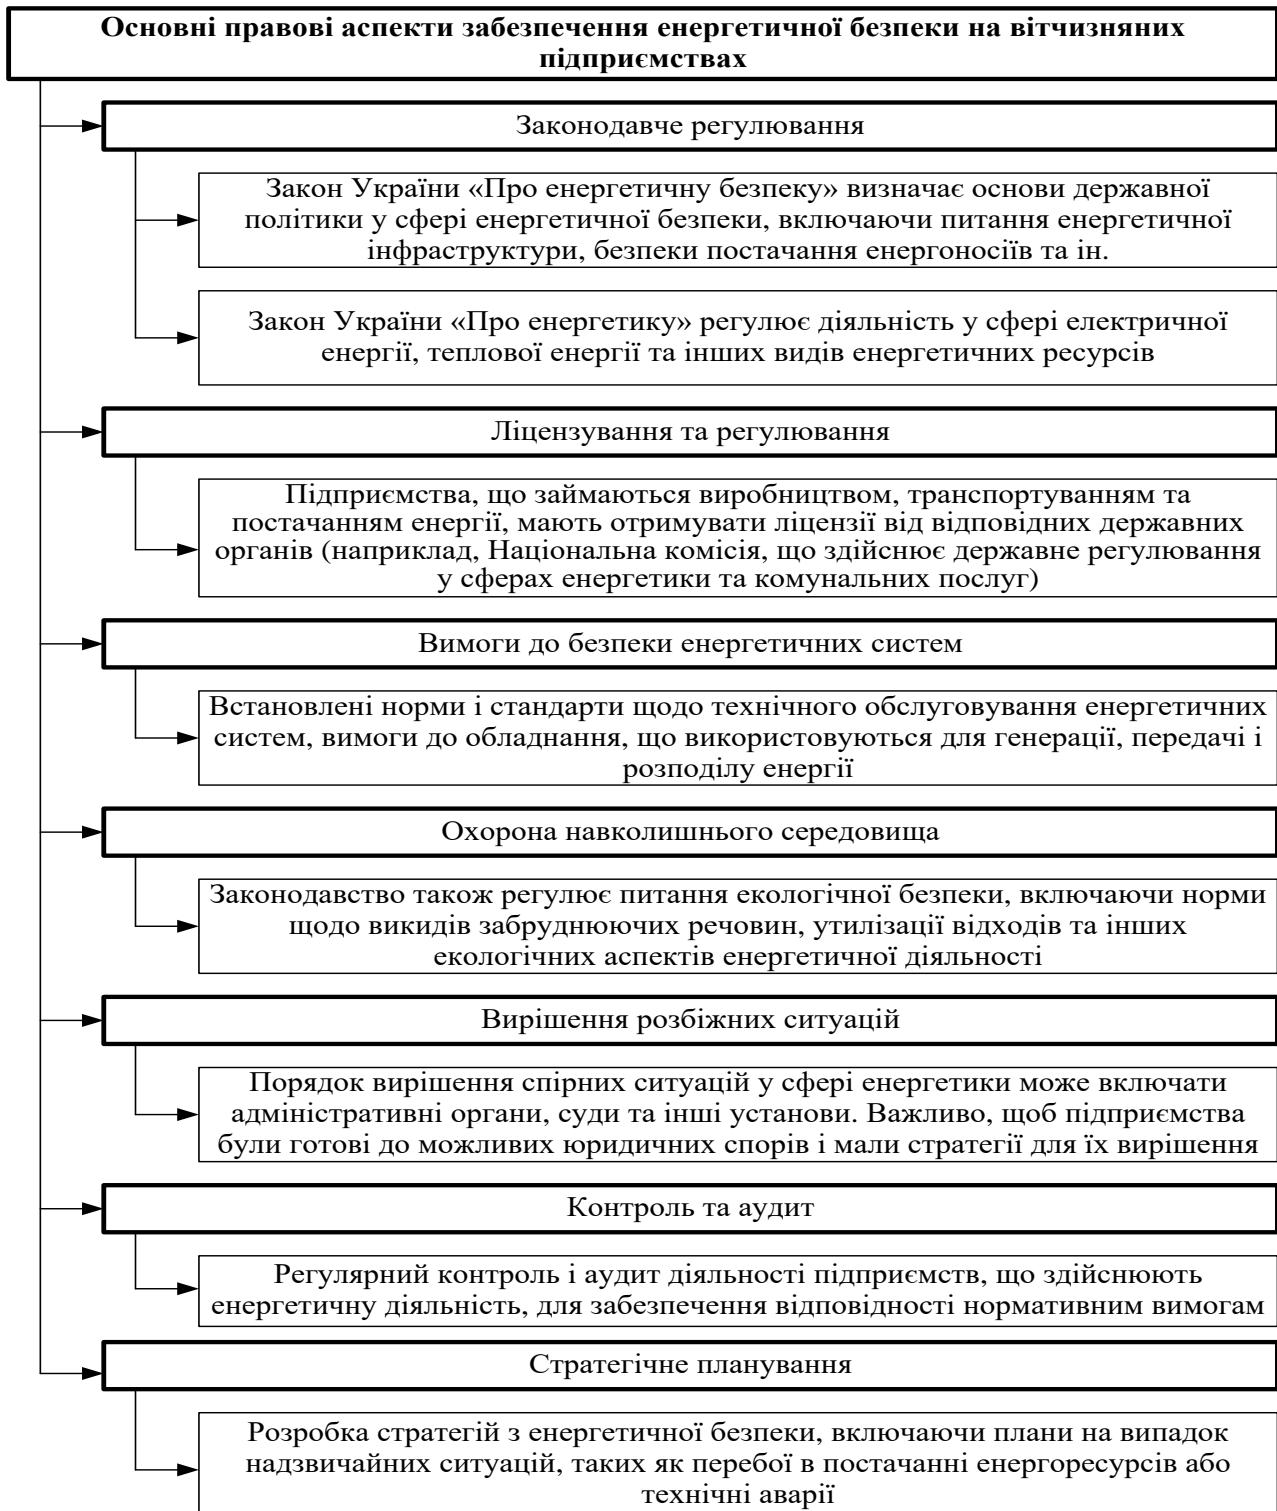 Основні правові аспекти забезпечення енергетичної безпеки на вітчизняних
підприємствах
Законодавче регулювання
Закон України «Про енергетичну безпеку» визначає основи державної
політики у сфері енергетичної безпеки, включаючи питання енергетичної
інфраструктури, безпеки постачання енергоносіїв та ін.
Закон України «Про енергетику» регулює діяльність у сфері електричної
енергії, теплової енергії та інших видів енергетичних ресурсів
Ліцензування та регулювання
Підприємства, що займаються виробництвом, транспортуванням та
постачанням енергії, мають отримувати ліцензії від відповідних державних
органів (наприклад, Національна комісія, що здійснює державне регулювання
у сферах енергетики та комунальних послуг)
Вимоги до безпеки енергетичних систем
Встановлені норми і стандарти щодо технічного обслуговування енергетичних
систем, вимоги до обладнання, що використовуються для генерації, передачі і
розподілу енергії
Охорона навколишнього середовища
Законодавство також регулює питання екологічної безпеки, включаючи норми
щодо викидів забруднюючих речовин, утилізації відходів та інших
екологічних аспектів енергетичної діяльності
Вирішення розбіжних ситуацій
Порядок вирішення спірних ситуацій у сфері енергетики може включати
адміністративні органи, суди та інші установи. Важливо, щоб підприємства
були готові до можливих юридичних спорів і мали стратегії для їх вирішення
Контроль та аудит
Регулярний контроль і аудит діяльності підприємств, що здійснюють
енергетичну діяльність, для забезпечення відповідності нормативним вимогам
Стратегічне планування
Розробка стратегій з енергетичної безпеки, включаючи плани на випадок
надзвичайних ситуацій, таких як перебої в постачанні енергоресурсів або
технічні аварії